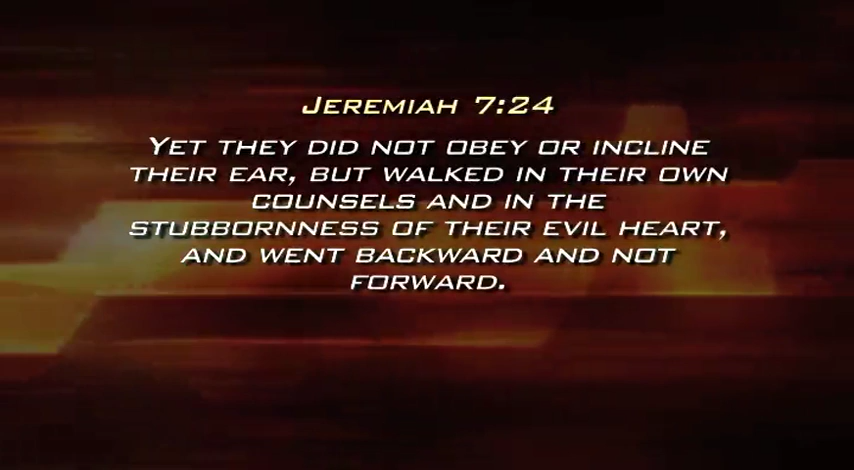 Jeremiah 7:24
Yet they did not obey or incline
their ear, but walked in their own
counsels and in the
stubbornness of their evil heart,
and went backward and not
forward.